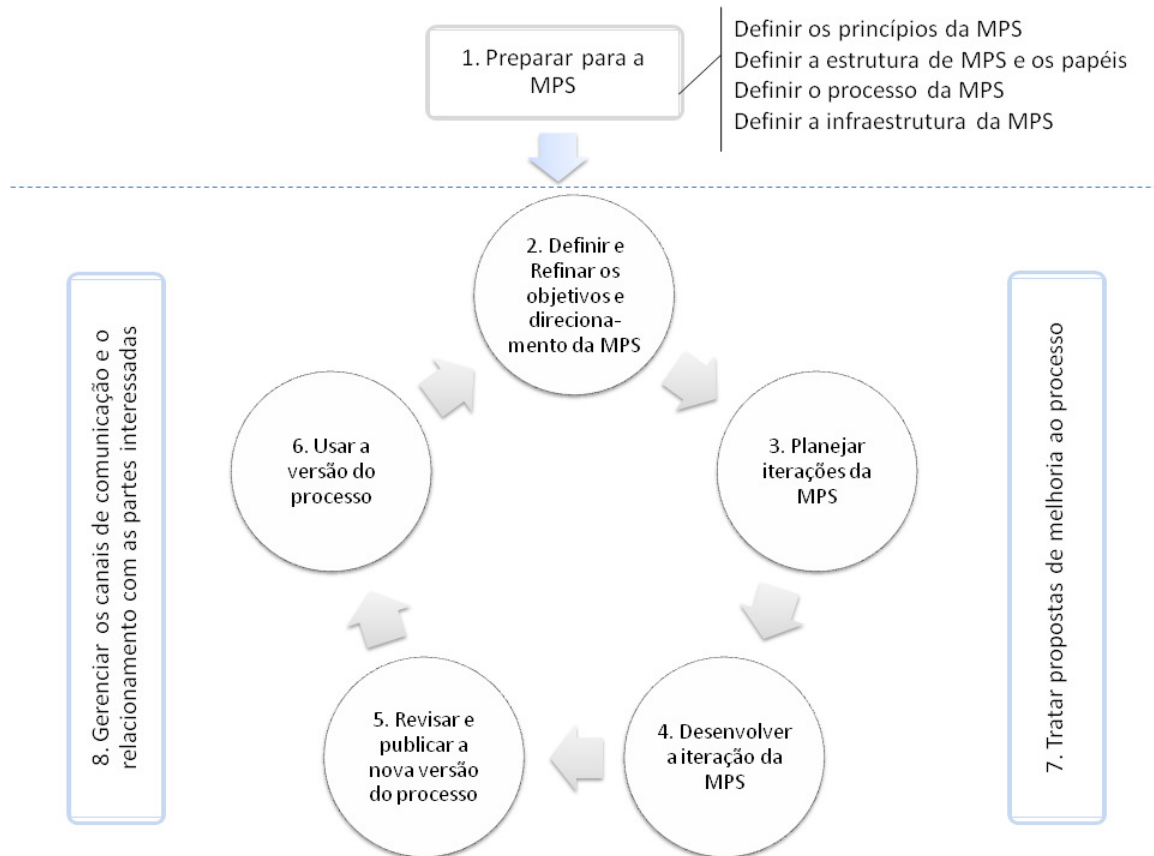 1. Preparar para a
MPS
Definir os princípios da MPS
Definir a estrutura de MPS e os papéis
Definir o processo da MPS
Definir a infraestrutura da MPS
2. Definir e
Refinar os
objetivos e
direciona-
mento da MPS
3. Planejar
iterações da
MPS
4. Desenvolver
a iteração da
MPS
5. Revisar e
publicar a
nova versão
do processo
6. Usar a
versão do
processo
7. Tratar propostas de melhoria ao processo
8. Gerenciar os canais de comunicação e o
relacionamento com as partes interessadas